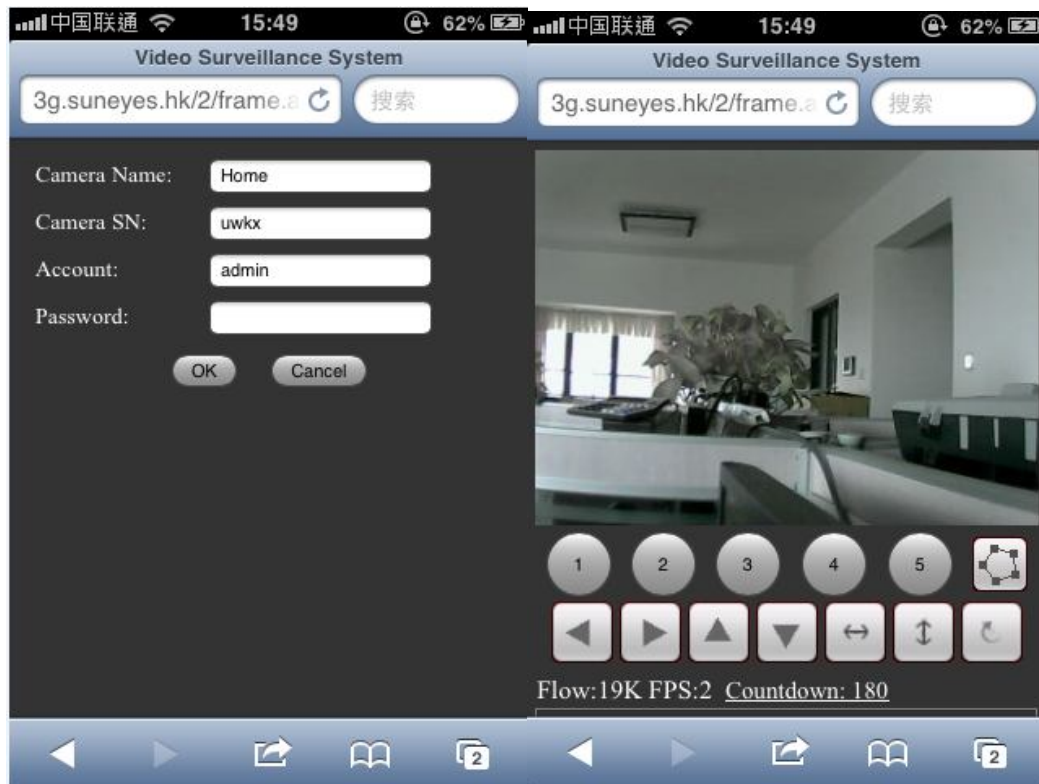 中国联通 15:49 62%
Video Surveillance System
3g.suneyes.hk/2/frame.a 搜索
Camera Name: Home
Camera SN: uwkx
Account: admin
Password:
OK Cancel
2
中国联通 15:49 62%
Video Surveillance System
3g.suneyes.hk/2/frame.a 搜索
1 2 3 4 5
Flow:19K FPS:2 Countdown: 180
2